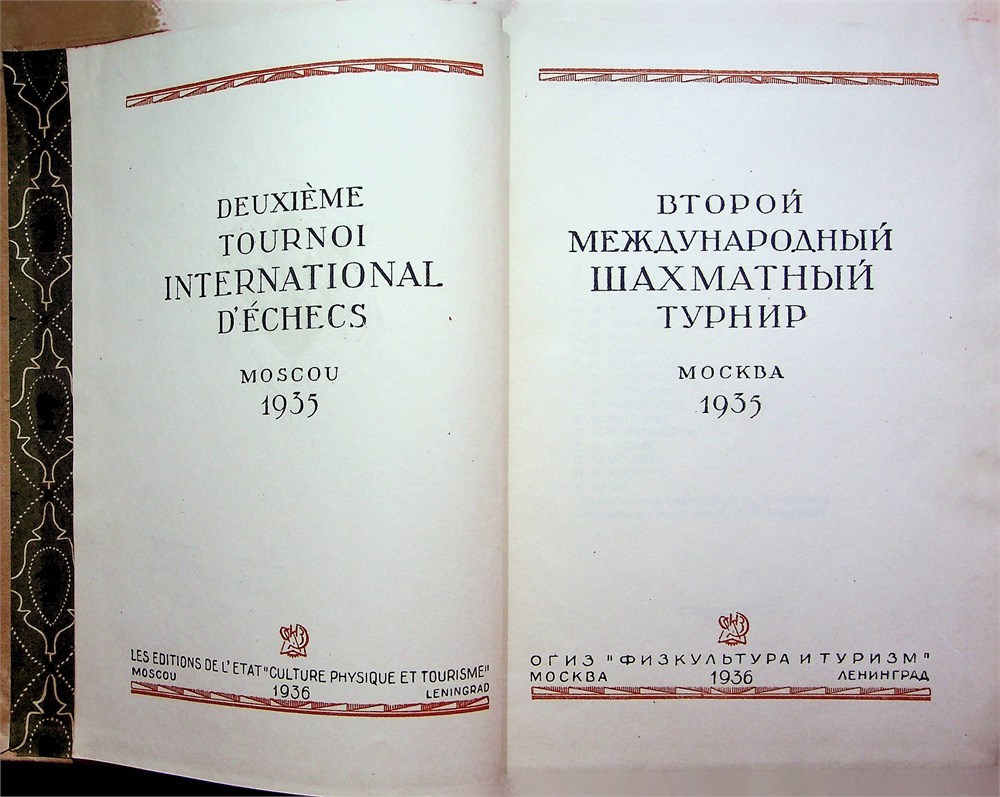 DEUXIÈME
TOURNOI
INTERNATIONAL
D'ÉCHECS
MOSCOU
1935
LES EDITIONS DE L'ETAT "CULTURE PHYSIQUE ET TOURISME"
MOSCOU 1936 LENINGRAD
ВТОРОЙ
МЕЖДУНАРОДНЫЙ
ШАХМАТНЫЙ
ТУРНИР
МОСКВА
1935
ОГИЗ "ФИЗКУЛЬТУРА И ТУРИЗМ"
МОСКВА 1936 ЛЕНИНГРАД